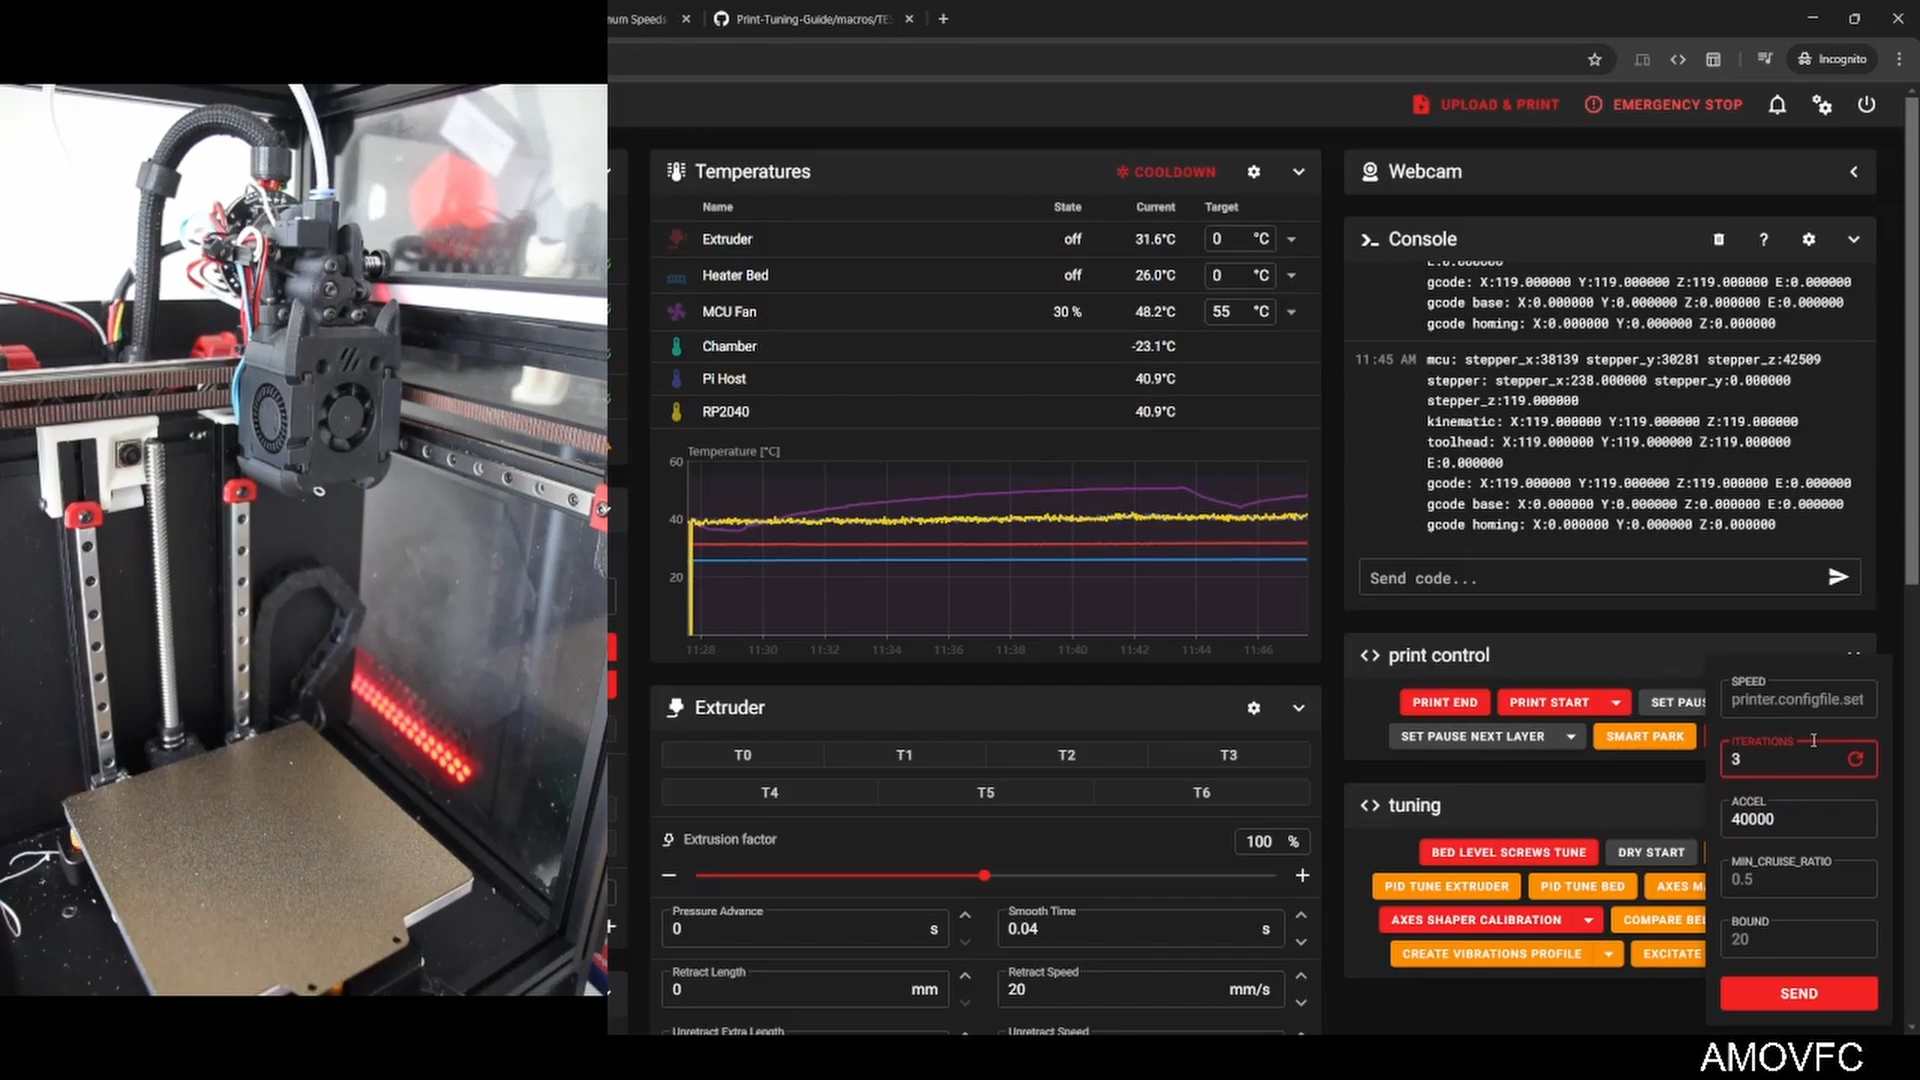 num Speeds
Print-Tuning-Guide/macros/TE
Incognito
UPLOAD & PRINT
EMERGENCY STOP
Temperatures
COOLDOWN
Name State Current Target
Extruder off 31.6°C 0 °C
Heater Bed off 26.0°C 0 °C
MCU Fan 30 % 48.2°C 55 °C
Chamber -23.1°C
Pi Host 40.9°C
RP2040 40.9°C
Temperature [°C]
60
40
20
11:28 11:30 11:32 11:34 11:36 11:38 11:40 11:42 11:44 11:46
Extruder
T0 T1 T2 T3
T4 T5 T6
Extrusion factor 100 %
Pressure Advance
0 s
Smooth Time
0.04 s
Retract Length
0 mm
Retract Speed
20 mm/s
Unretract Extra Length
Unretract Speed
Webcam
Console
E:0.000000
gcode: X:119.000000 Y:119.000000 Z:119.000000 E:0.000000
gcode base: X:0.000000 Y:0.000000 Z:0.000000 E:0.000000
gcode homing: X:0.000000 Y:0.000000 Z:0.000000
11:45 AM mcu: stepper_x:38139 stepper_y:30281 stepper_z:42509
stepper: stepper_x:238.000000 stepper_y:0.000000
stepper_z:119.000000
kinematic: X:119.000000 Y:119.000000 Z:119.000000
toolhead: X:119.000000 Y:119.000000 Z:119.000000
E:0.000000
gcode: X:119.000000 Y:119.000000 Z:119.000000 E:0.000000
gcode base: X:0.000000 Y:0.000000 Z:0.000000 E:0.000000
gcode homing: X:0.000000 Y:0.000000 Z:0.000000
Send code...
print control
PRINT END PRINT START SET PAUS
SET PAUSE NEXT LAYER SMART PARK
tuning
BED LEVEL SCREWS TUNE DRY START
PID TUNE EXTRUDER PID TUNE BED AXES M
AXES SHAPER CALIBRATION COMPARE BEL
CREATE VIBRATIONS PROFILE EXCITATE
SPEED
printer.configfile.set
ITERATIONS
3
ACCEL
40000
MIN_CRUISE_RATIO
0.5
BOUND
20
SEND
AMOVFC